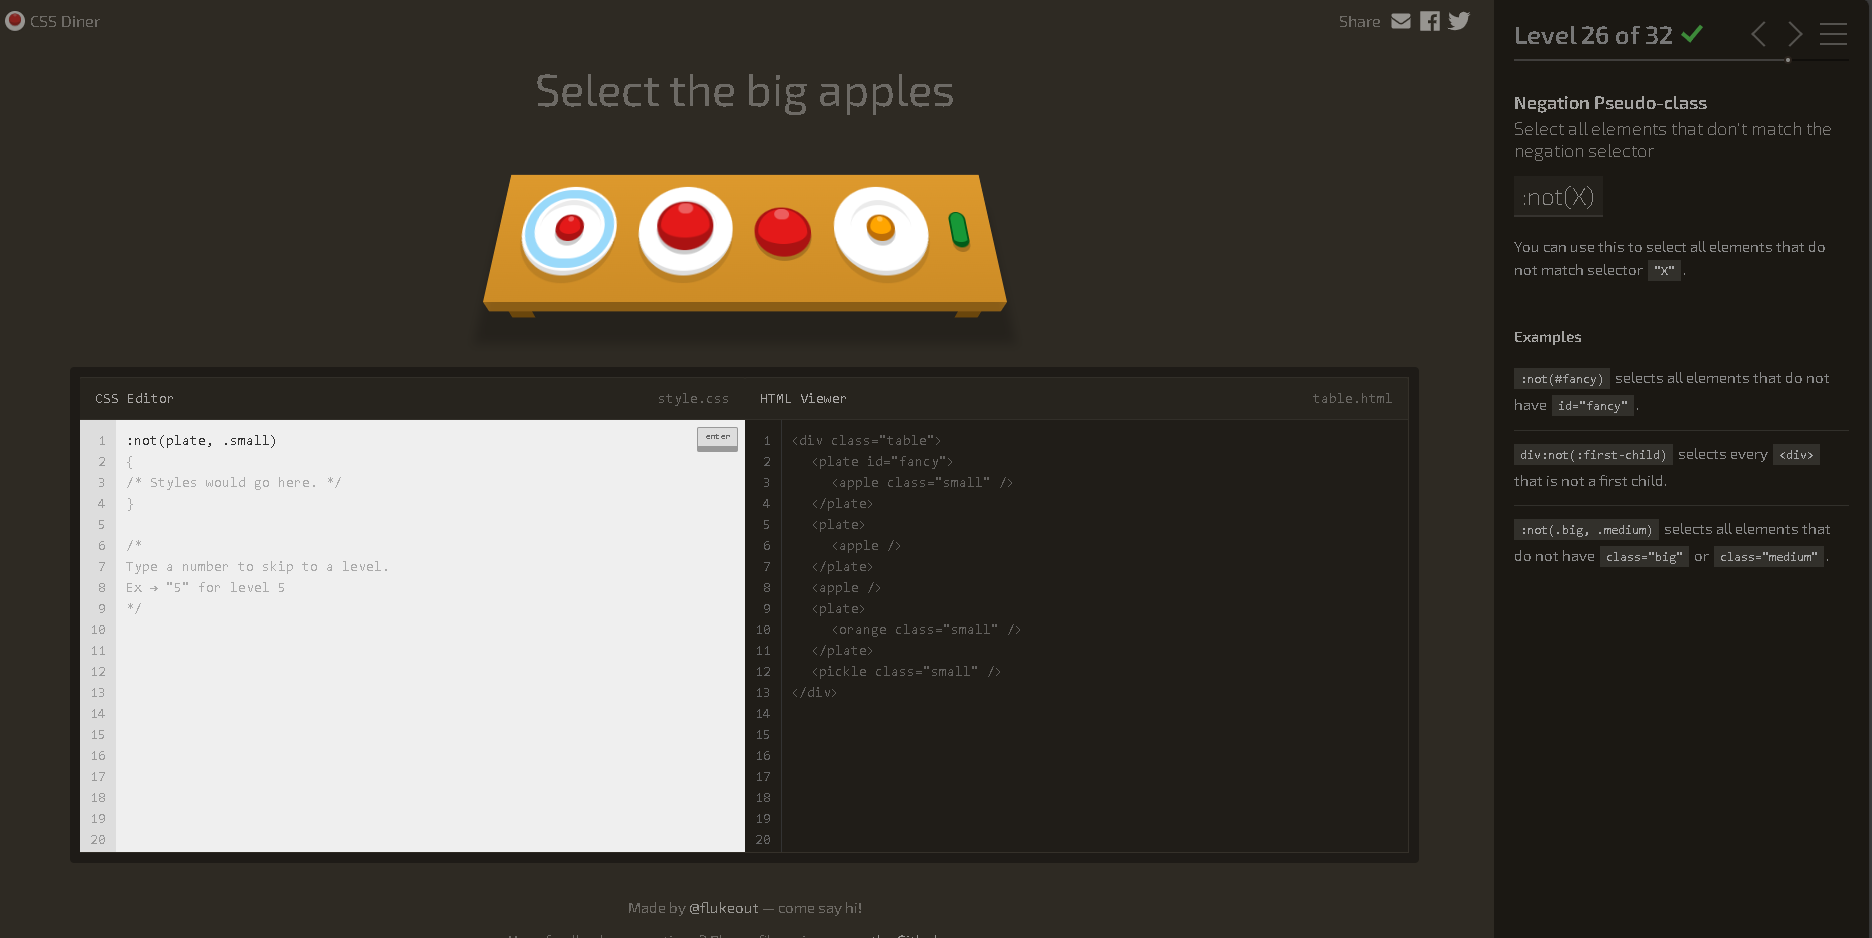 CSS Diner
Share
Select the big apples
CSS Editor
style.css
1 :not(plate, .small)
enter
2 {
3 /* Styles would go here. */
4 }
5
6 /*
7 Type a number to skip to a level.
8 Ex → "5" for level 5
9 */
10
11
12
13
14
15
16
17
18
19
20
HTML Viewer
table.html
1 <div class="table">
2 <plate id="fancy">
3 <apple class="small" />
4 </plate>
5 <plate>
6 <apple />
7 </plate>
8 <apple />
9 <plate>
10 <orange class="small" />
11 </plate>
12 <pickle class="small" />
13 </div>
14
15
16
17
18
19
20
Made by @flukeout — come say hi!
Level 26 of 32
Negation Pseudo-class
Select all elements that don't match the
negation selector
:not(X)
You can use this to select all elements that do
not match selector "X" .
Examples
:not(#fancy) selects all elements that do not
have id="fancy" .
div:not(:first-child) selects every <div>
that is not a first child.
:not(.big, .medium) selects all elements that
do not have class="big" or class="medium" .